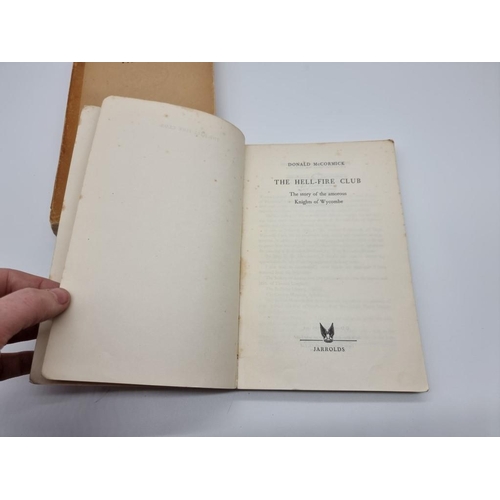 DONALD McCORMICK
THE HELL-FIRE CLUB
The story of the amorous
Knights of Wycombe
JARROLDS